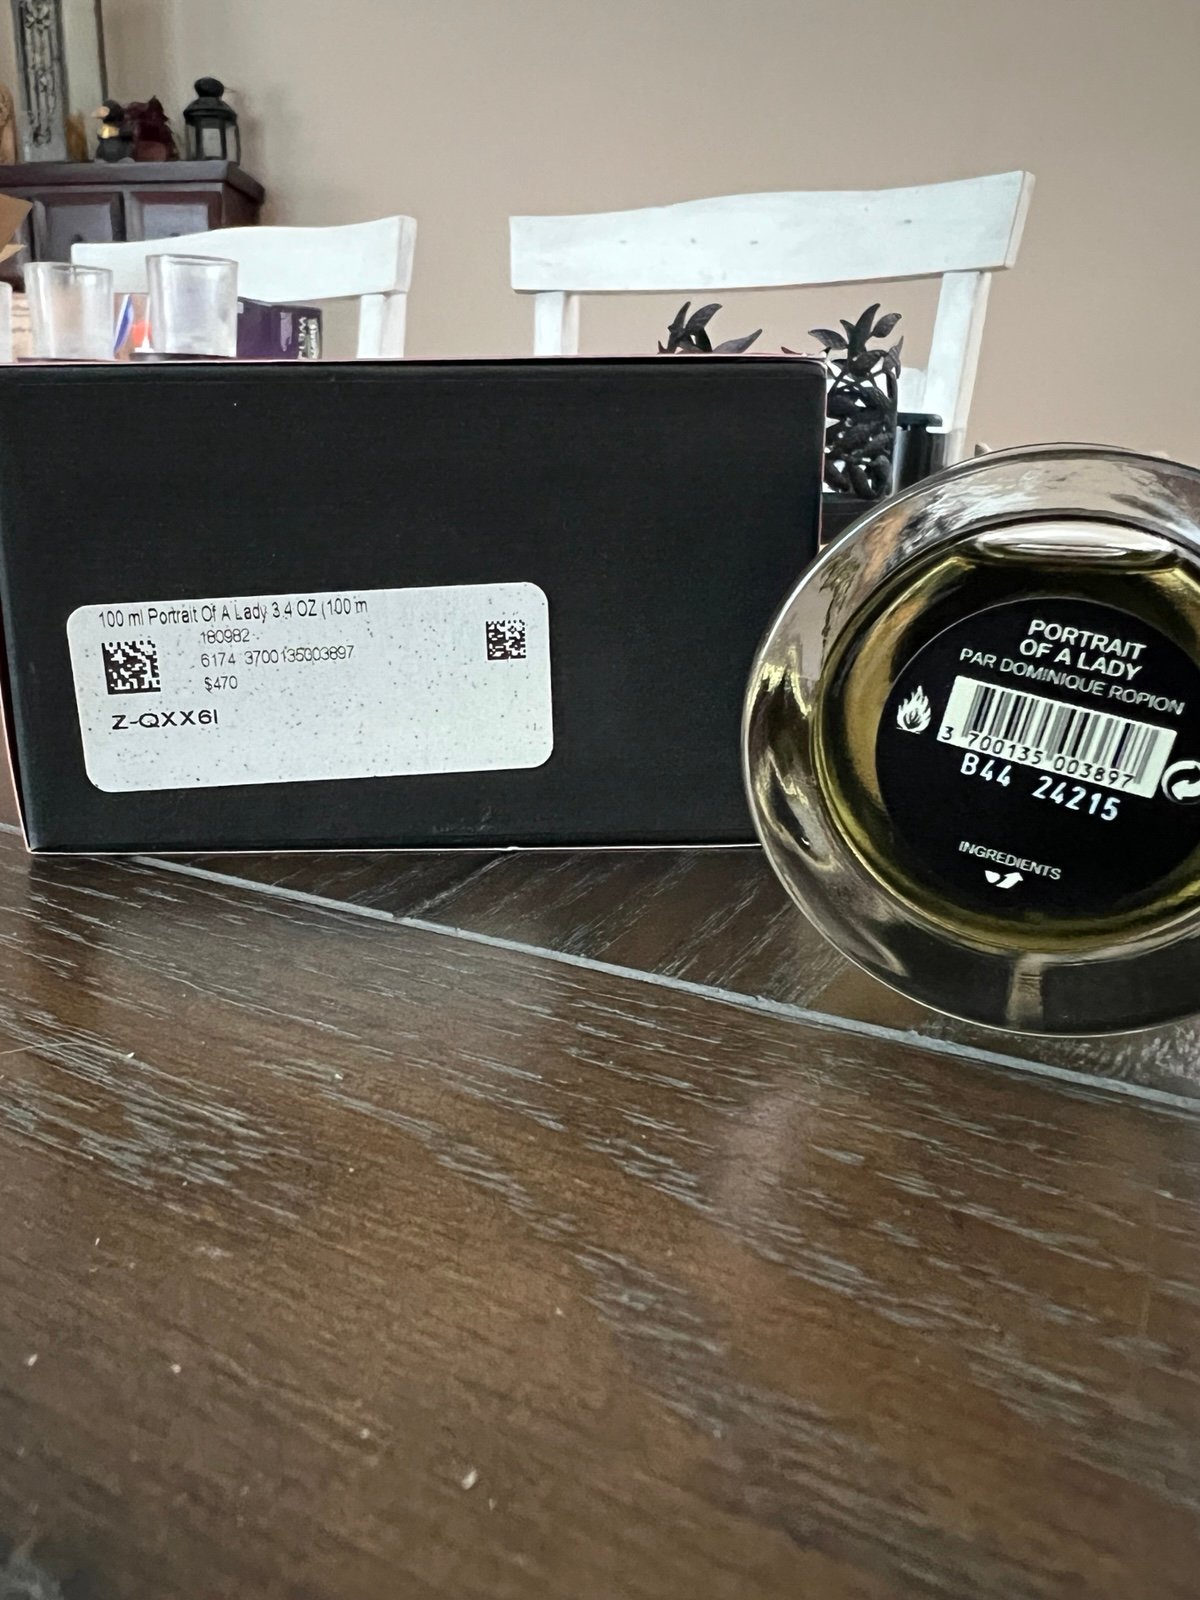 100 ml Portrait Of A Lady 3.4 OZ (100 m
180982
6174 3700135003897
$470
Z-QXX6I
PORTRAIT
OF A LADY
PAR DOMINIQUE ROPION
3 700135 003897
B44 24215
INGREDIENTS